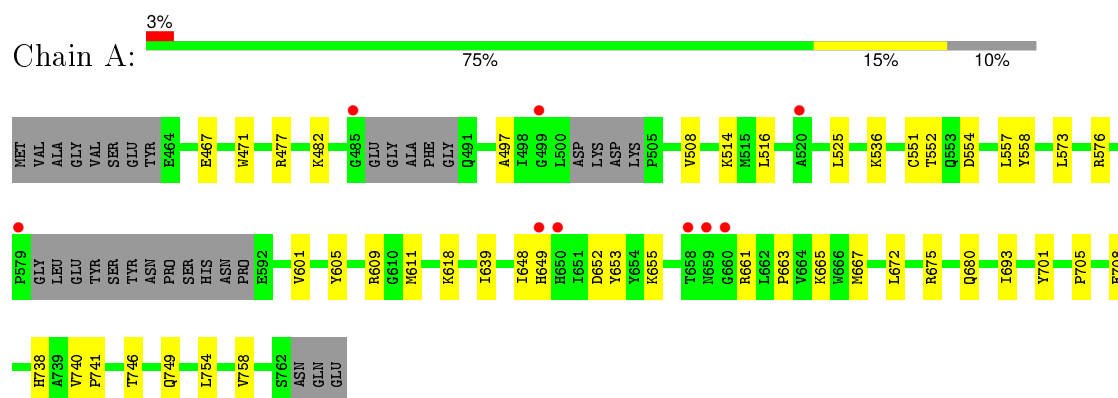 3%
Chain A:
75% 15% 10%
MET VAL ALA GLY VAL SER GLU TYR E464 E467 W471 R477 K482 G485 GLU GLY ALA PHE GLY Q491 A497 I498 G499 L500 ASP LYS ASP LYS P505 V508 K514 M515 L516 A520 L525 K536 C551 T552 Q553 D554 L557 Y558 L573 R576
P579 GLY LEU GLU TYR SER TYR ASN PRO SER HIS ASN PRO E592 V601 Y605 R609 G610 M611 K618 I639 I648 H649 H650 I651 D652 Y653 Y654 K655 T658 N659 G660 R661 L662 P663 V664 K665 W666 M657 L672 R675 Q680 I693 Y701 P705
H738 A739 V740 P741 T746 Q749 L754 V758 S762 ASN GLN GLU